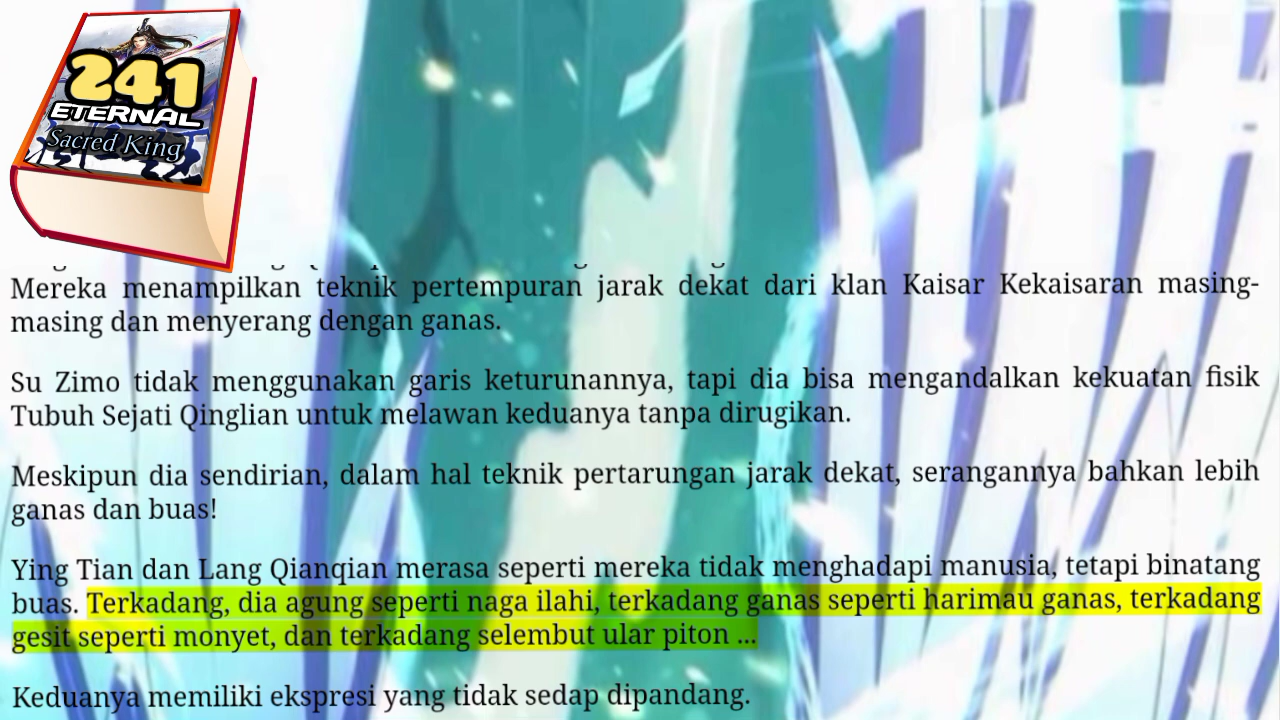 241
ETERNAL
Sacred King
Mereka menampilkan teknik pertempuran jarak dekat dari klan Kaisar Kekaisaran masing-
masing dan menyerang dengan ganas.
Su Zimo tidak menggunakan garis keturunannya, tapi dia bisa mengandalkan kekuatan fisik
Tubuh Sejati Qinglian untuk melawan keduanya tanpa dirugikan.
Meskipun dia sendirian, dalam hal teknik pertarungan jarak dekat, serangannya bahkan lebih
ganas dan buas!
Ying Tian dan Lang Qianqian merasa seperti mereka tidak menghadapi manusia, tetapi binatang
buas. Terkadang, dia agung seperti naga ilahi, terkadang ganas seperti harimau ganas, terkadang
gesit seperti monyet, dan terkadang selembut ular piton ...
Keduanya memiliki ekspresi yang tidak sedap dipandang.